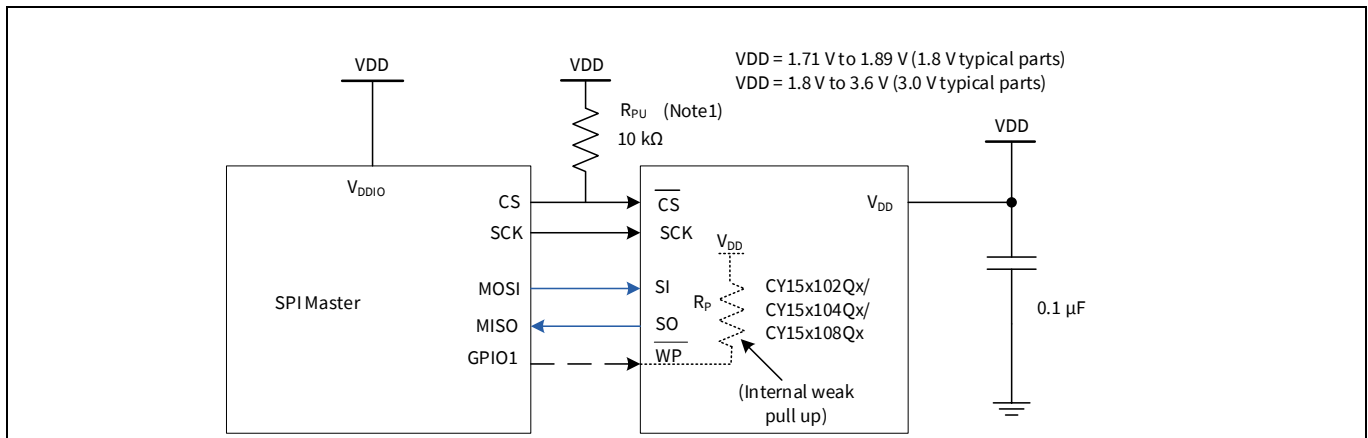 VDD = 1.71 V to 1.89 V (1.8 V typical parts)
VDD = 1.8 V to 3.6 V (3.0 V typical parts)
VDD
VDD
VDD
RPU (Note1)
10 kΩ
VDDIO
CS
SCK
MOSI
MISO
GPIO1
SPI Master
CS
SCK
SI
SO
WP
VDD
RP
VDD
CY15x102Qx/
CY15x104Qx/
CY15x108Qx
(Internal weak
pull up)
0.1 µF